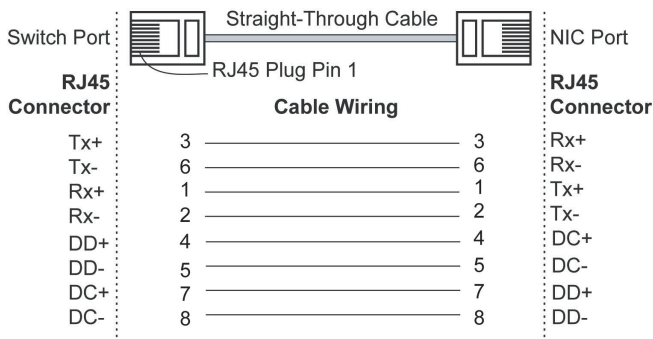 Straight-Through Cable
Switch Port NIC Port
RJ45 Plug Pin 1
RJ45 Connector Cable Wiring RJ45 Connector
Tx+ 3 3 Rx+
Tx- 6 6 Rx-
Rx+ 1 1 Tx+
Rx- 2 2 Tx-
DD+ 4 4 DC+
DD- 5 5 DC-
DC+ 7 7 DD+
DC- 8 8 DD-